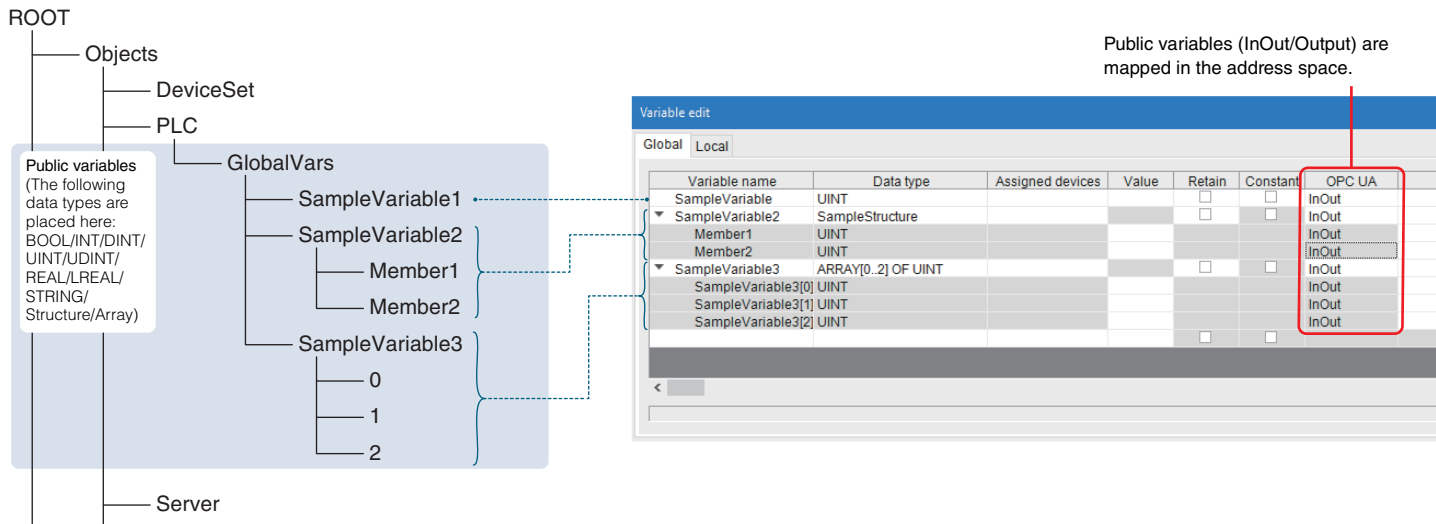 ROOT
Objects
DeviceSet
PLC
GlobalVars
Public variables
(The following
data types are
placed here:
BOOL/INT/DINT/
UINT/UDINT/
REAL/LREAL/
STRING/
Structure/Array)
SampleVariable1
SampleVariable2
Member1
Member2
SampleVariable3
0
1
2
Server
Public variables (InOut/Output) are
mapped in the address space.
Variable edit
Global Local
Variable name Data type Assigned devices Value Retain Constant OPC UA
SampleVariable UINT InOut
SampleVariable2 SampleStructure InOut
Member1 UINT InOut
Member2 UINT InOut
SampleVariable3 ARRAY[0..2] OF UINT InOut
SampleVariable3[0] UINT InOut
SampleVariable3[1] UINT InOut
SampleVariable3[2] UINT InOut